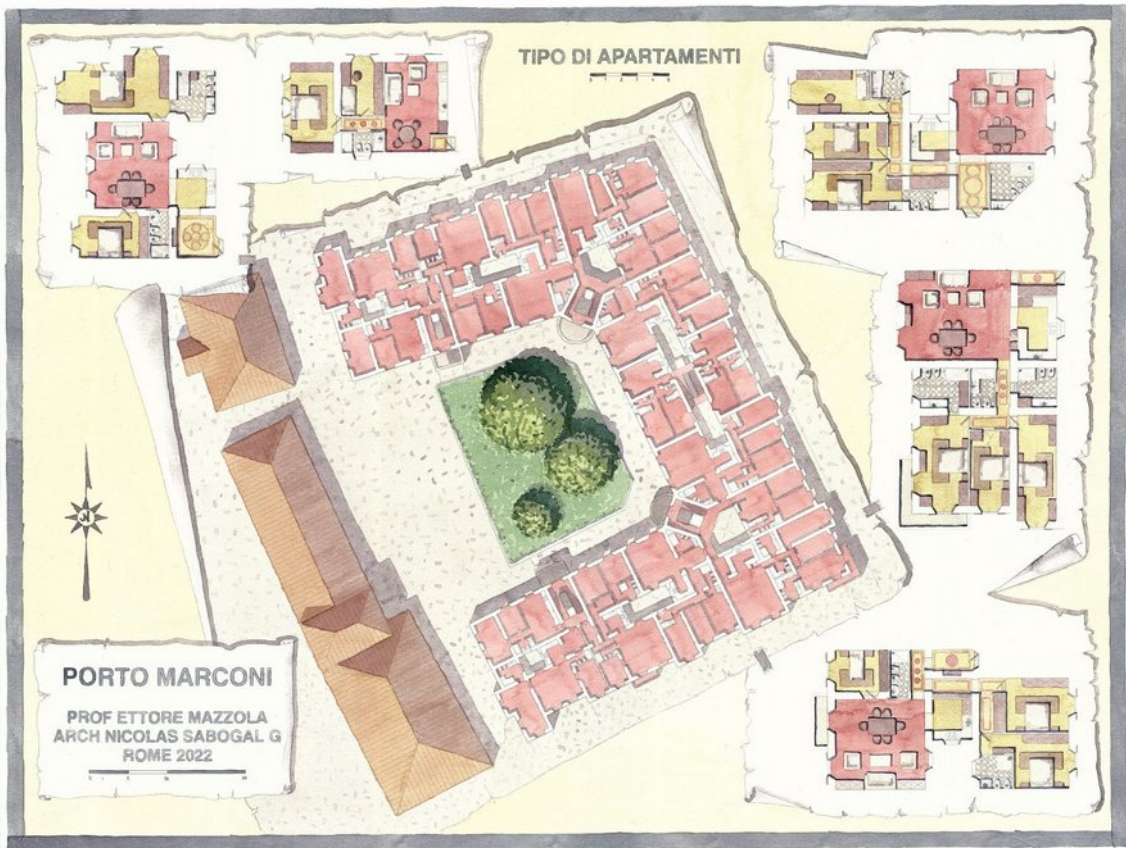 TIPO DI APARTAMENTI
PORTO MARCONI
PROF ETTORE MAZZOLA
ARCH NICOLAS SABOGAL G
ROME 2022